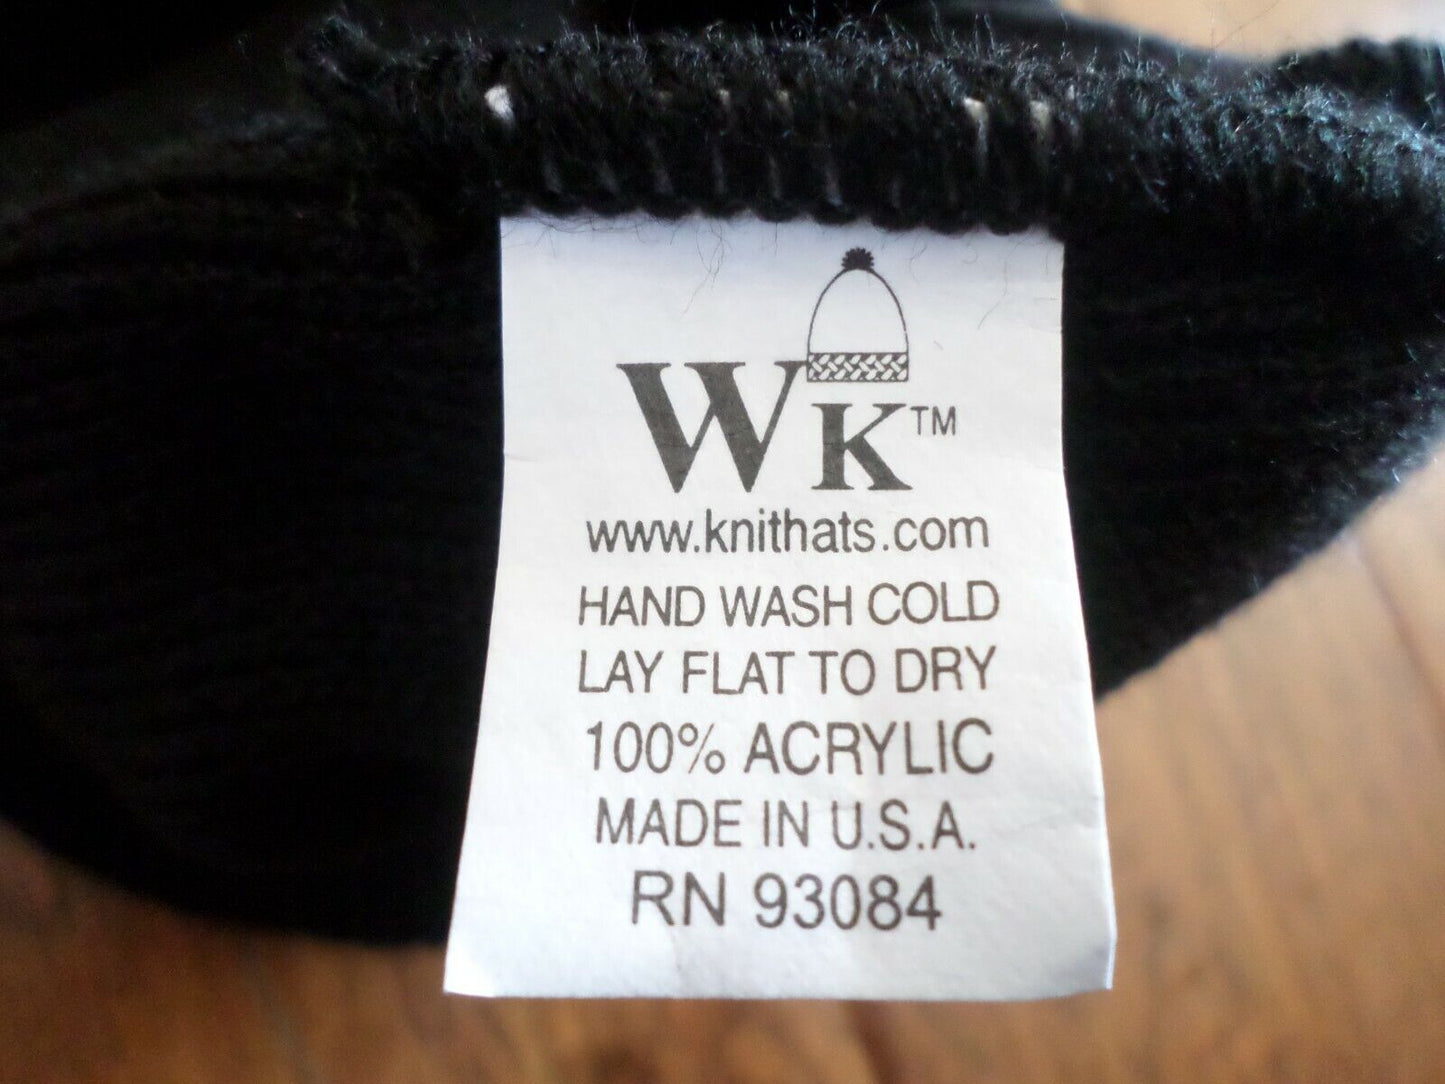 WK™
www.knithats.com
HAND WASH COLD
LAY FLAT TO DRY
100% ACRYLIC
MADE IN U.S.A.
RN 93084